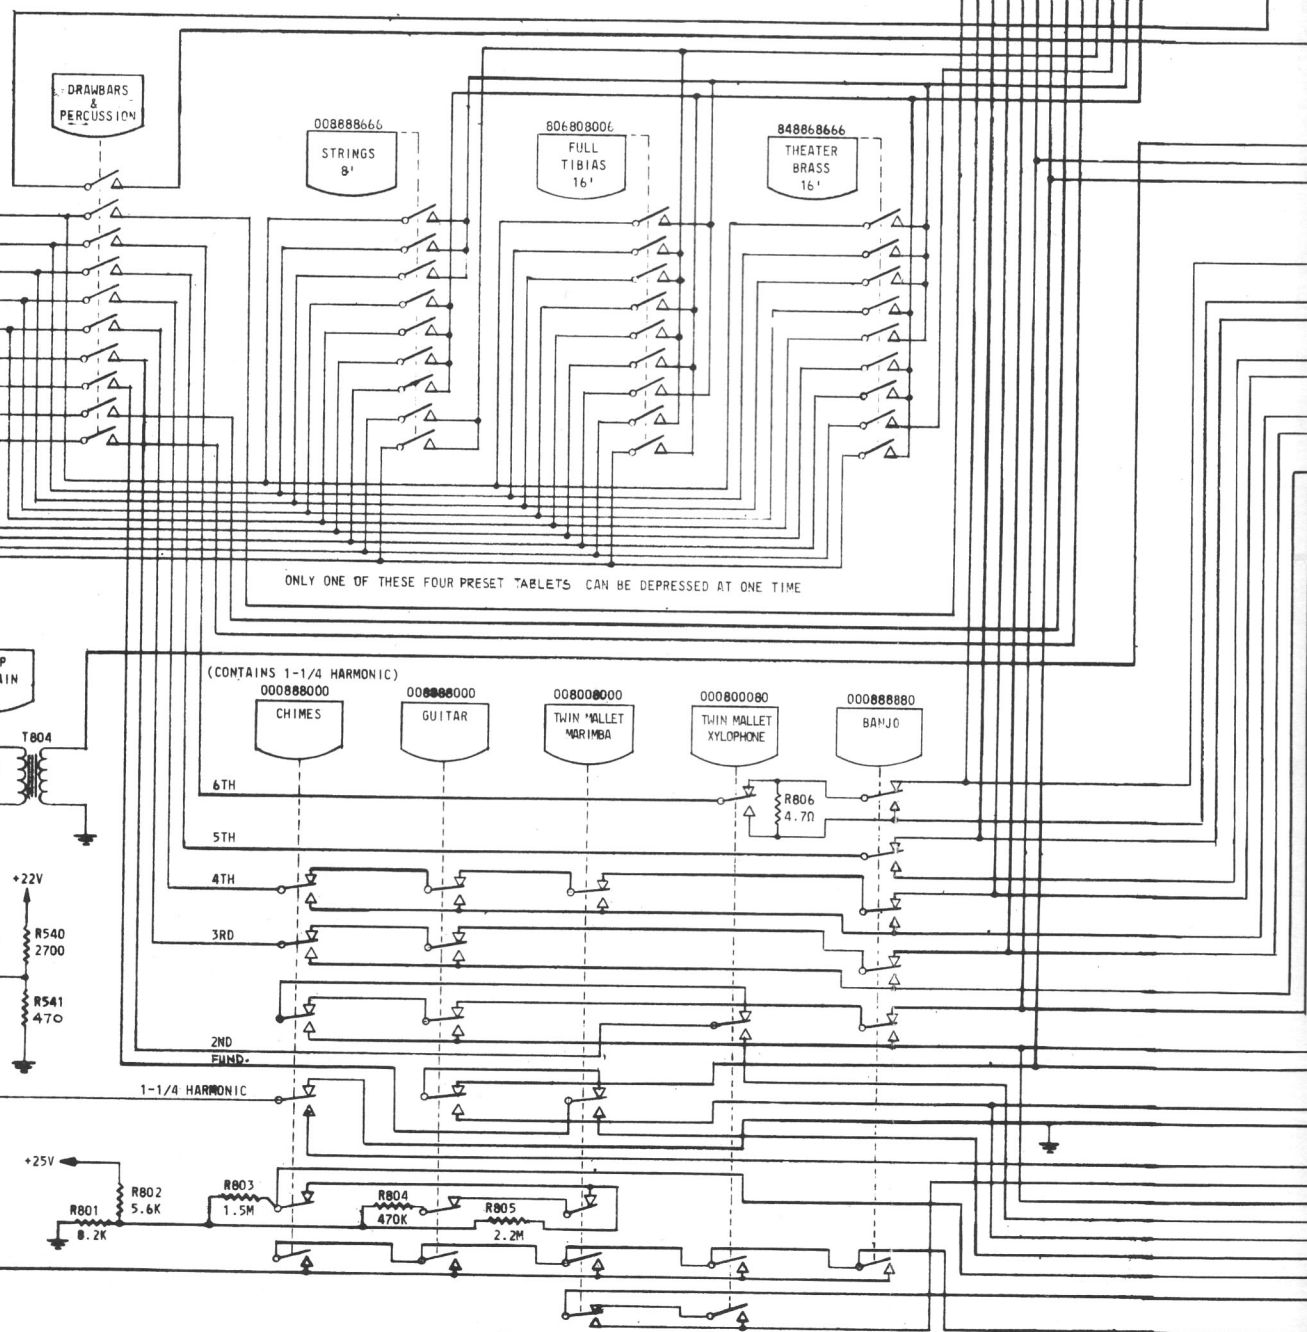 DRAWBARS
&
PERCUSSION
008888666
STRINGS
8'
806808006
FULL
TIBIAS
16'
848868666
THEATER
BRASS
16'
ONLY ONE OF THESE FOUR PRESET TABLETS CAN BE DEPRESSED AT ONE TIME
(CONTAINS 1-1/4 HARMONIC)
000888000
CHIMES
008888000
GUITAR
008008000
TWIN MALLET
MARIMBA
000800080
TWIN MALLET
XYLOPHONE
000888880
BANJO
P
AIN
T804
6TH
R806
4.7Ω
5TH
4TH
3RD
+22V
R540
2700
R541
470
2ND
FUND.
1-1/4 HARMONIC
+25V
R802
5.6K
R801
8.2K
R803
1.5M
R804
470K
R805
2.2M